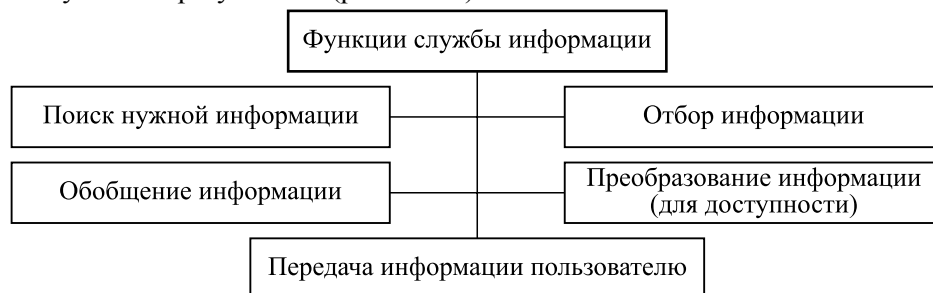 Функции службы информации
Поиск нужной информации
Отбор информации
Обобщение информации
Преобразование информации
(для доступности)
Передача информации пользователю